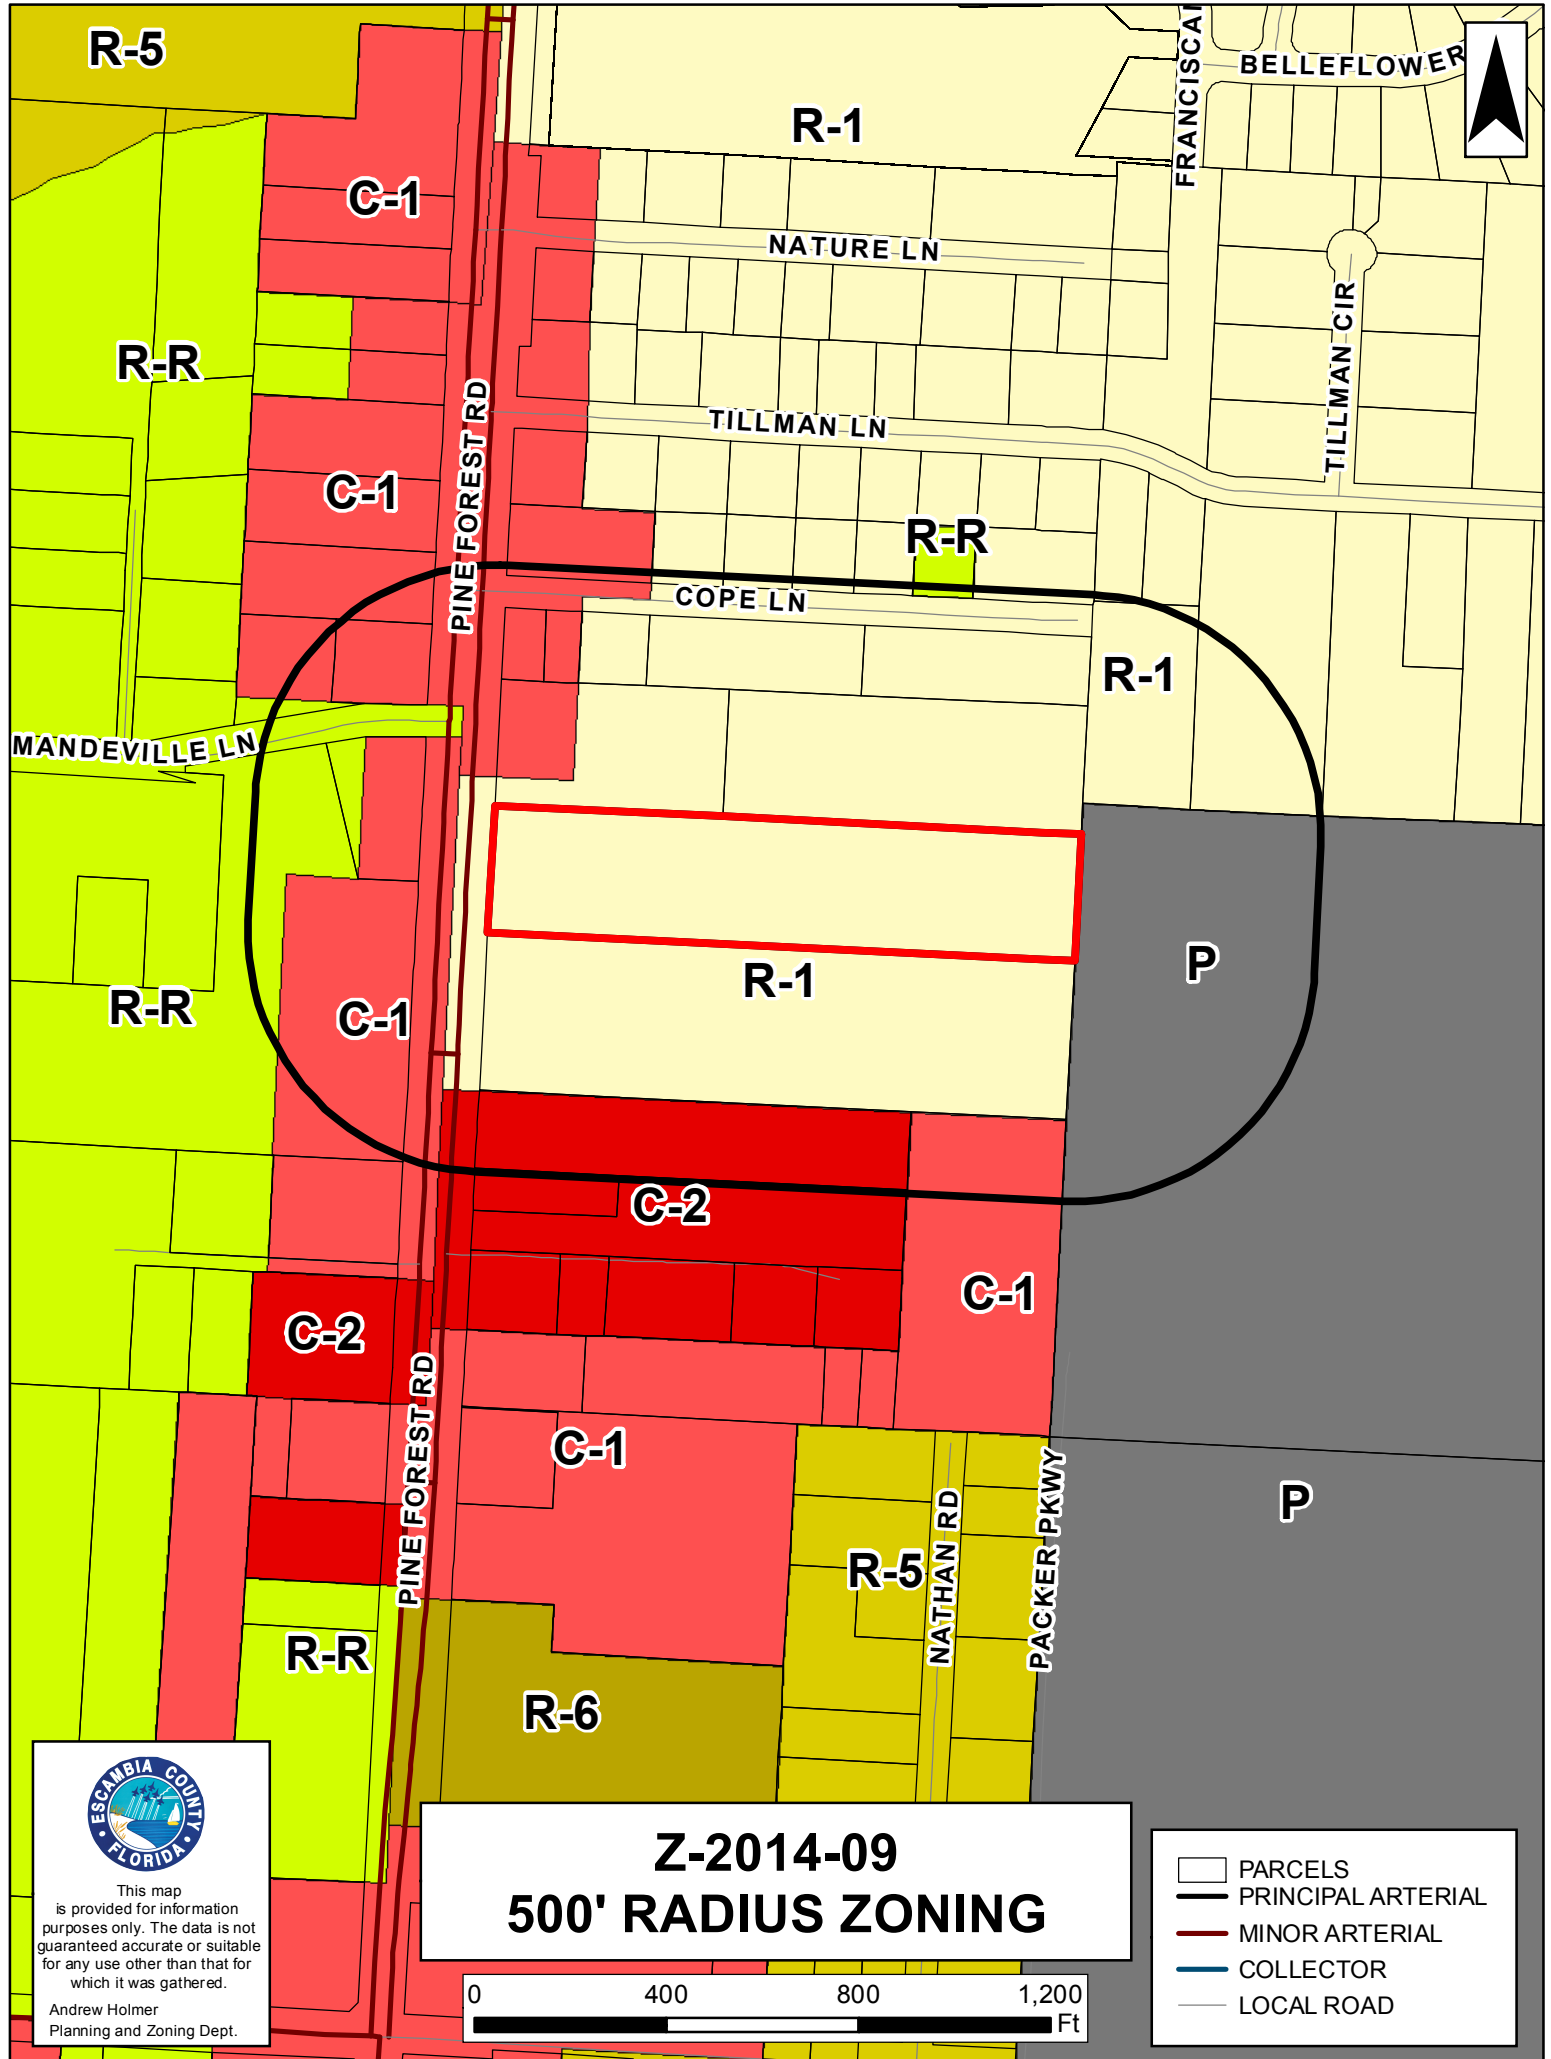 R-5
FRANCISCAN
BELLEFLOWER
R-1
C-1
NATURE LN
R-R
TILLMAN CIR
PINE FOREST RD
TILLMAN LN
C-1
R-R
COPE LN
R-1
MANDEVILLE LN
P
R-1
R-R
C-1
C-2
C-1
C-2
PINE FOREST RD
C-1
NATHAN RD
PACKER PKWY
P
R-5
R-R
R-6
ESCAMBIA COUNTY
FLORIDA
This map
is provided for information
purposes only. The data is not
guaranteed accurate or suitable
for any use other than that for
which it was gathered.
Andrew Holmer
Planning and Zoning Dept.
Z-2014-09
500' RADIUS ZONING
0 400 800 1,200
Ft
PARCELS
PRINCIPAL ARTERIAL
MINOR ARTERIAL
COLLECTOR
LOCAL ROAD